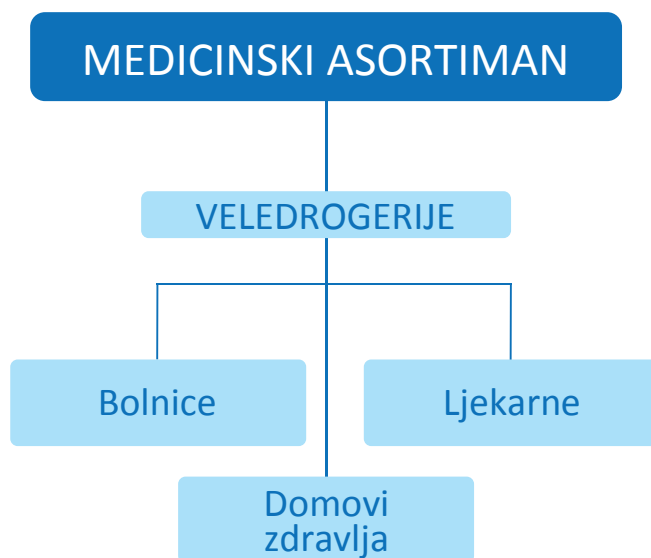 MEDICINSKI ASORTIMAN
VELEDROGERIJE
Bolnice
Ljekarne
Domovi
zdravlja